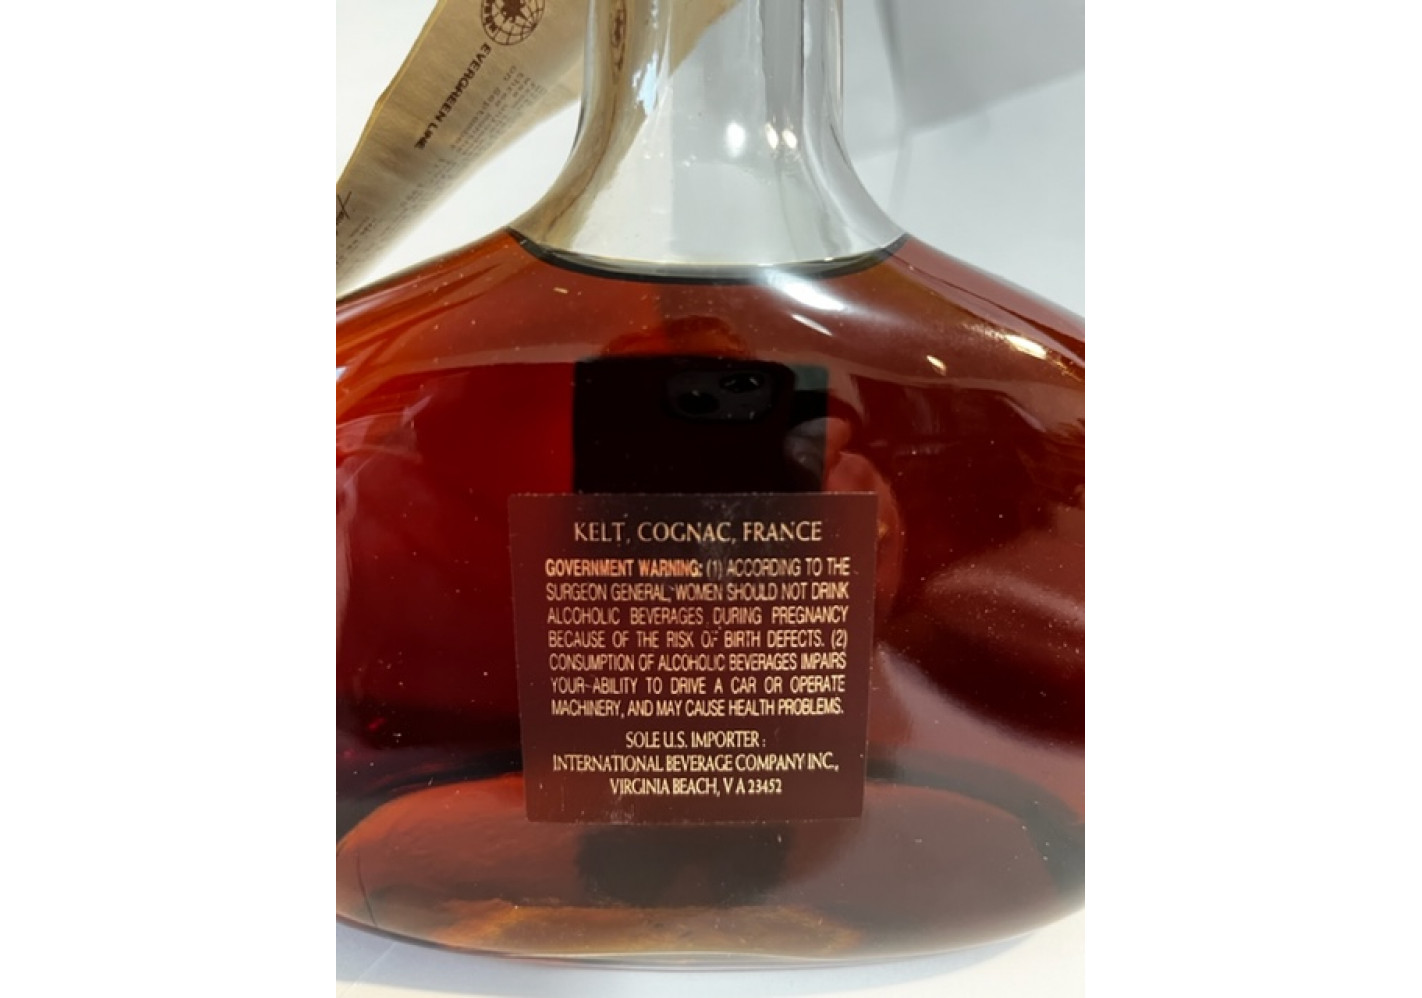 EVERGREEN LINE
KELT, COGNAC, FRANCE
GOVERNMENT WARNING: (1) ACCORDING TO THE
SURGEON GENERAL, WOMEN SHOULD NOT DRINK
ALCOHOLIC BEVERAGES DURING PREGNANCY
BECAUSE OF THE RISK OF BIRTH DEFECTS. (2)
CONSUMPTION OF ALCOHOLIC BEVERAGES IMPAIRS
YOUR ABILITY TO DRIVE A CAR OR OPERATE
MACHINERY, AND MAY CAUSE HEALTH PROBLEMS.
SOLE U.S. IMPORTER :
INTERNATIONAL BEVERAGE COMPANY INC.,
VIRGINIA BEACH, VA 23452